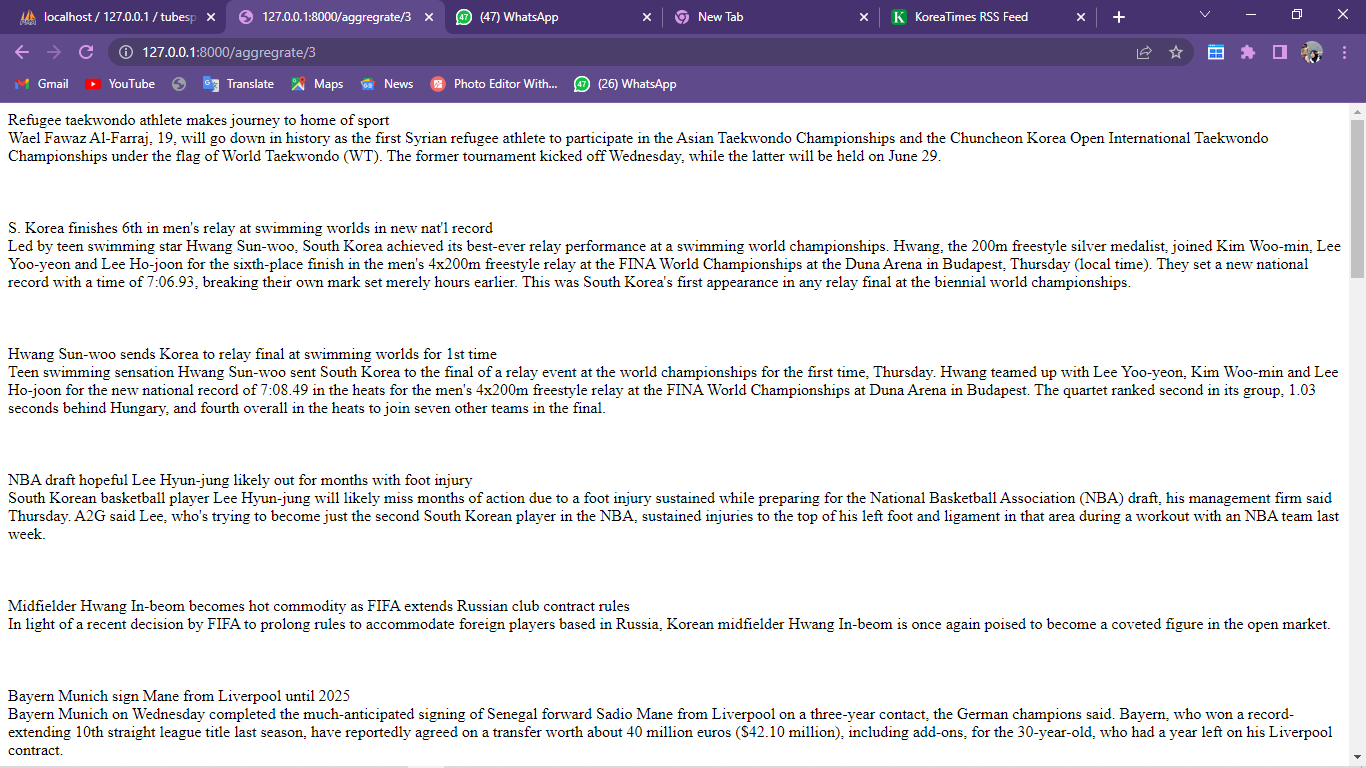 localhost / 127.0.0.1 / tubesp
127.0.0.1:8000/aggregrate/3
(47) WhatsApp
New Tab
KoreaTimes RSS Feed
127.0.0.1:8000/aggregrate/3
Gmail
YouTube
Translate
Maps
News
Photo Editor With...
(26) WhatsApp
Refugee taekwondo athlete makes journey to home of sport
Wael Fawaz Al-Farraj, 19, will go down in history as the first Syrian refugee athlete to participate in the Asian Taekwondo Championships and the Chuncheon Korea Open International Taekwondo
Championships under the flag of World Taekwondo (WT). The former tournament kicked off Wednesday, while the latter will be held on June 29.
S. Korea finishes 6th in men's relay at swimming worlds in new nat'l record
Led by teen swimming star Hwang Sun-woo, South Korea achieved its best-ever relay performance at a swimming world championships. Hwang, the 200m freestyle silver medalist, joined Kim Woo-min, Lee
Yoo-yeon and Lee Ho-joon for the sixth-place finish in the men's 4x200m freestyle relay at the FINA World Championships at the Duna Arena in Budapest, Thursday (local time). They set a new national
record with a time of 7:06.93, breaking their own mark set merely hours earlier. This was South Korea's first appearance in any relay final at the biennial world championships.
Hwang Sun-woo sends Korea to relay final at swimming worlds for 1st time
Teen swimming sensation Hwang Sun-woo sent South Korea to the final of a relay event at the world championships for the first time, Thursday. Hwang teamed up with Lee Yoo-yeon, Kim Woo-min and Lee
Ho-joon for the new national record of 7:08.49 in the heats for the men's 4x200m freestyle relay at the FINA World Championships at Duna Arena in Budapest. The quartet ranked second in its group, 1.03
seconds behind Hungary, and fourth overall in the heats to join seven other teams in the final.
NBA draft hopeful Lee Hyun-jung likely out for months with foot injury
South Korean basketball player Lee Hyun-jung will likely miss months of action due to a foot injury sustained while preparing for the National Basketball Association (NBA) draft, his management firm said
Thursday. A2G said Lee, who's trying to become just the second South Korean player in the NBA, sustained injuries to the top of his left foot and ligament in that area during a workout with an NBA team last
week.
Midfielder Hwang In-beom becomes hot commodity as FIFA extends Russian club contract rules
In light of a recent decision by FIFA to prolong rules to accommodate foreign players based in Russia, Korean midfielder Hwang In-beom is once again poised to become a coveted figure in the open market.
Bayern Munich sign Mane from Liverpool until 2025
Bayern Munich on Wednesday completed the much-anticipated signing of Senegal forward Sadio Mane from Liverpool on a three-year contact, the German champions said. Bayern, who won a record-
extending 10th straight league title last season, have reportedly agreed on a transfer worth about 40 million euros ($42.10 million), including add-ons, for the 30-year-old, who had a year left on his Liverpool
contract.